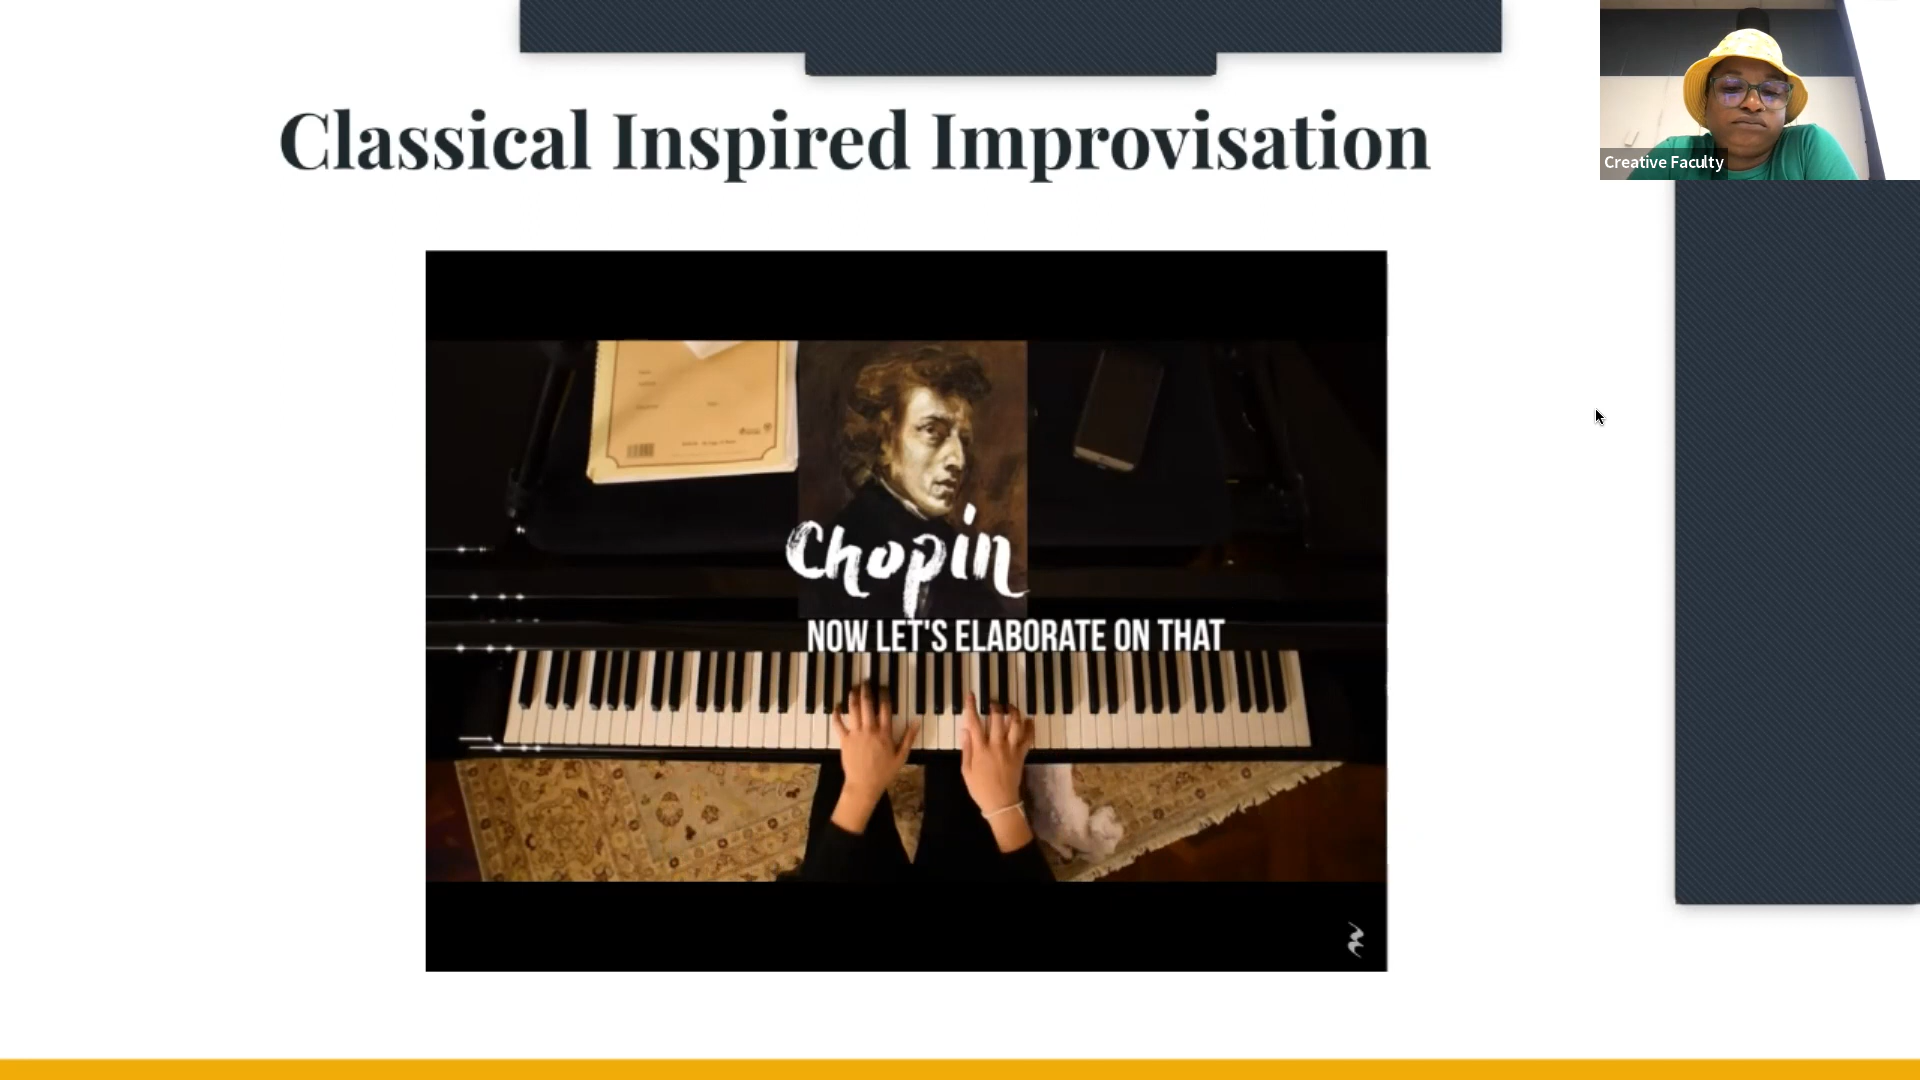 Classical Inspired Improvisation
Creative Faculty
Chopin
NOW LET'S ELABORATE ON THAT